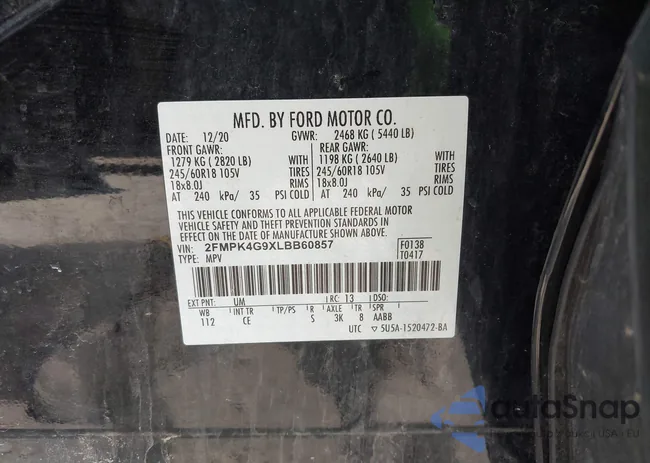 MFD. BY FORD MOTOR CO.
DATE: 12/20 GVWR: 2468 KG ( 5440 LB)
FRONT GAWR: REAR GAWR:
1279 KG ( 2820 LB) WITH 1198 KG ( 2640 LB) WITH
245/60R18 105V TIRES 245/60R18 105V TIRES
18x8.0J RIMS 18x8.0J RIMS
AT 240 kPa/ 35 PSI COLD AT 240 kPa/ 35 PSI COLD
THIS VEHICLE CONFORMS TO ALL APPLICABLE FEDERAL MOTOR
VEHICLE SAFETY AND THEFT PREVENTION STANDARDS IN
EFFECT ON THE DATE OF MANUFACTURE SHOWN ABOVE.
VIN: 2FMPK4G9XLBB60857 F0138
TYPE: MPV T0417
EXT PNT: UM RC: 13 DSO:
WB INT TR TP/PS R AXLE TR SPR
112 CE S 3K 8 AABB
UTC ▽ 5U5A-1520472-BA
autoSnap